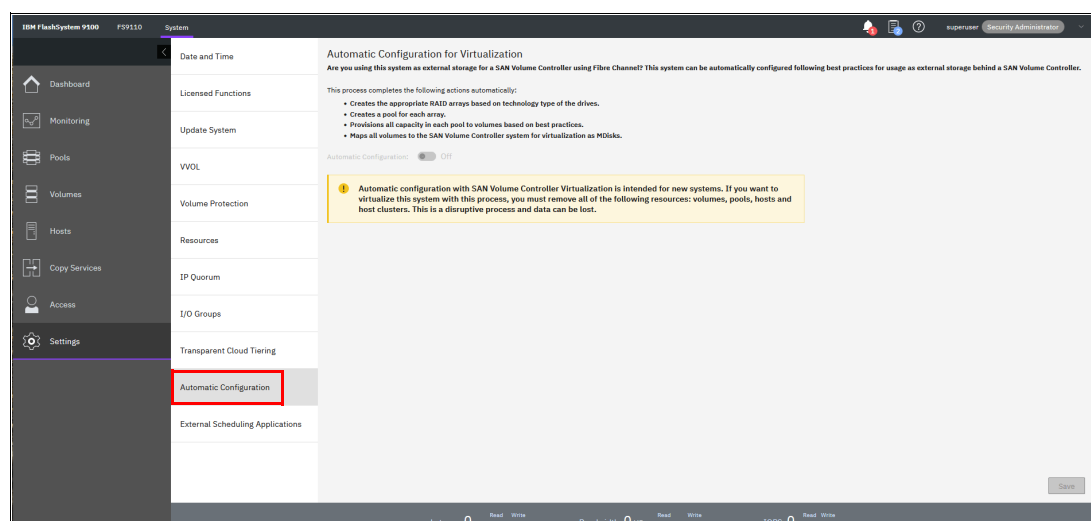 IBM FlashSystem 9100 FS9110 System
1
2
superuser Security Administrator
Dashboard
Monitoring
Pools
Volumes
Hosts
Copy Services
Access
Settings
Date and Time
Licensed Functions
Update System
VVOL
Volume Protection
Resources
IP Quorum
I/O Groups
Transparent Cloud Tiering
Automatic Configuration
External Scheduling Applications
Automatic Configuration for Virtualization
Are you using this system as external storage for a SAN Volume Controller using Fibre Channel? This system can be automatically configured following best practices for usage as external storage behind a SAN Volume Controller.
This process completes the following actions automatically:
• Creates the appropriate RAID arrays based on technology type of the drives.
• Creates a pool for each array.
• Provisions all capacity in each pool to volumes based on best practices.
• Maps all volumes to the SAN Volume Controller system for virtualization as MDisks.
Automatic Configuration: Off
Automatic configuration with SAN Volume Controller Virtualization is intended for new systems. If you want to
virtualize this system with this process, you must remove all of the following resources: volumes, pools, hosts and
host clusters. This is a disruptive process and data can be lost.
Save
Read Write Read Write Read Write